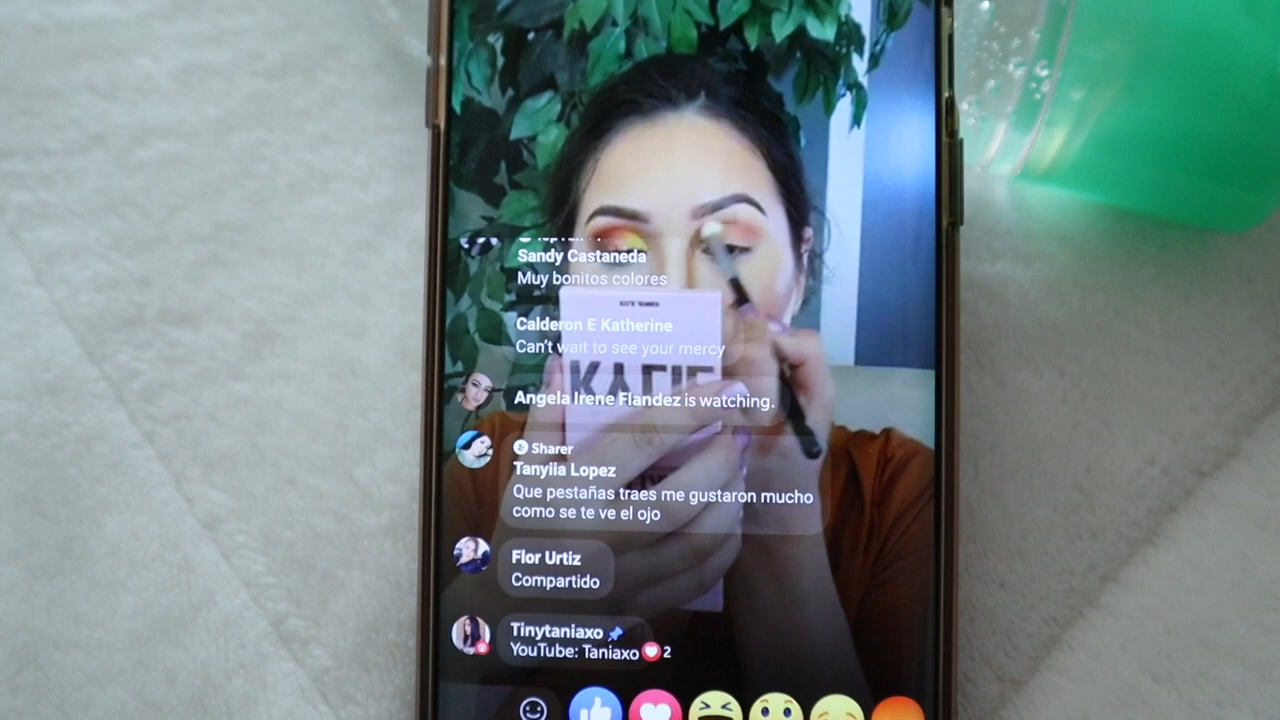 Sandy Castaneda
Muy bonitos colores
Calderon E Katherine
Can't wait to see your mercy
KYLIE
Angela Irene Flandez is watching.
Sharer
Tanyiia Lopez
Que pestañas traes me gustaron mucho
como se te ve el ojo
Flor Urtiz
Compartido
Tinytaniaxo
YouTube: Taniaxo 2